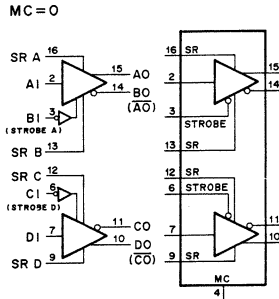 MC=O
SR A 16
A1 2
15 AO
14 BO
(AO)
B1 3
(STROBE A)
SR B 13
SR C 12
C1 6
(STROBE D)
D1 7
11 CO
10 DO
(CO)
SR D 9
16 SR
2
15
14
3
STROBE
13 SR
12 SR
6 STROBE
7
11
10
9 SR
MC
4